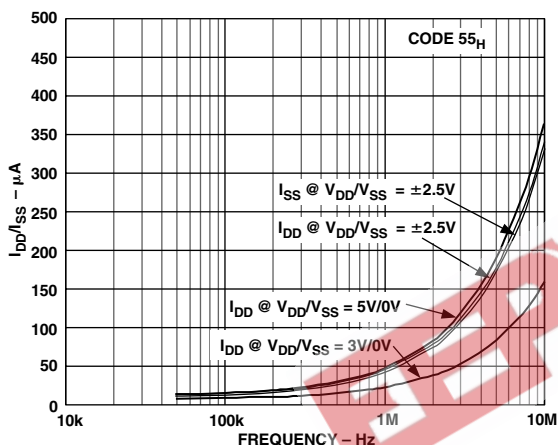 500
CODE 55H
450
400
350
300
ISS @ VDD/VSS = ±2.5V
250
IDD @ VDD/VSS = ±2.5V
200
150
IDD @ VDD/VSS = 5V/0V
100
IDD @ VDD/VSS = 3V/0V
50
0
10k 100k 1M 10M
FREQUENCY – Hz
IDD/ISS – μA